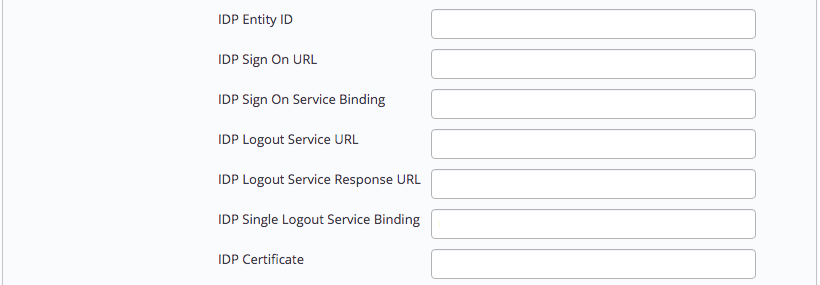 IDP Entity ID
IDP Sign On URL
IDP Sign On Service Binding
IDP Logout Service URL
IDP Logout Service Response URL
IDP Single Logout Service Binding
IDP Certificate